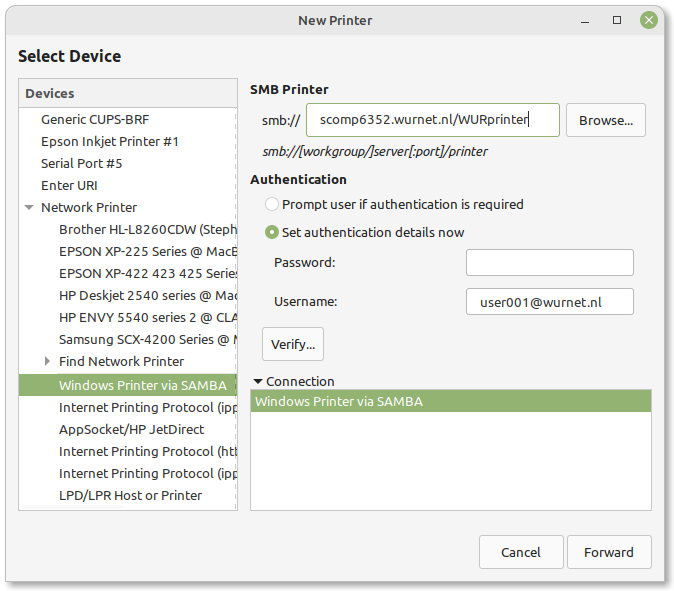 New Printer
Select Device
Devices
Generic CUPS-BRF
Epson Inkjet Printer #1
Serial Port #5
Enter URI
Network Printer
Brother HL-L8260CDW (Steph
EPSON XP-225 Series @ MacB
EPSON XP-422 423 425 Series
HP Deskjet 2540 series @ Mac
HP ENVY 5540 series 2 @ CLA
Samsung SCX-4200 Series @
Find Network Printer
Windows Printer via SAMBA
Internet Printing Protocol (ipp
AppSocket/HP JetDirect
Internet Printing Protocol (htt
Internet Printing Protocol (ipp
LPD/LPR Host or Printer
SMB Printer
smb:// scomp6352.wurnet.nl/WURprinter Browse...
smb://[workgroup/]server[:port]/printer
Authentication
Prompt user if authentication is required
Set authentication details now
Password:
Username: user001@wurnet.nl
Verify...
Connection
Windows Printer via SAMBA
Cancel Forward